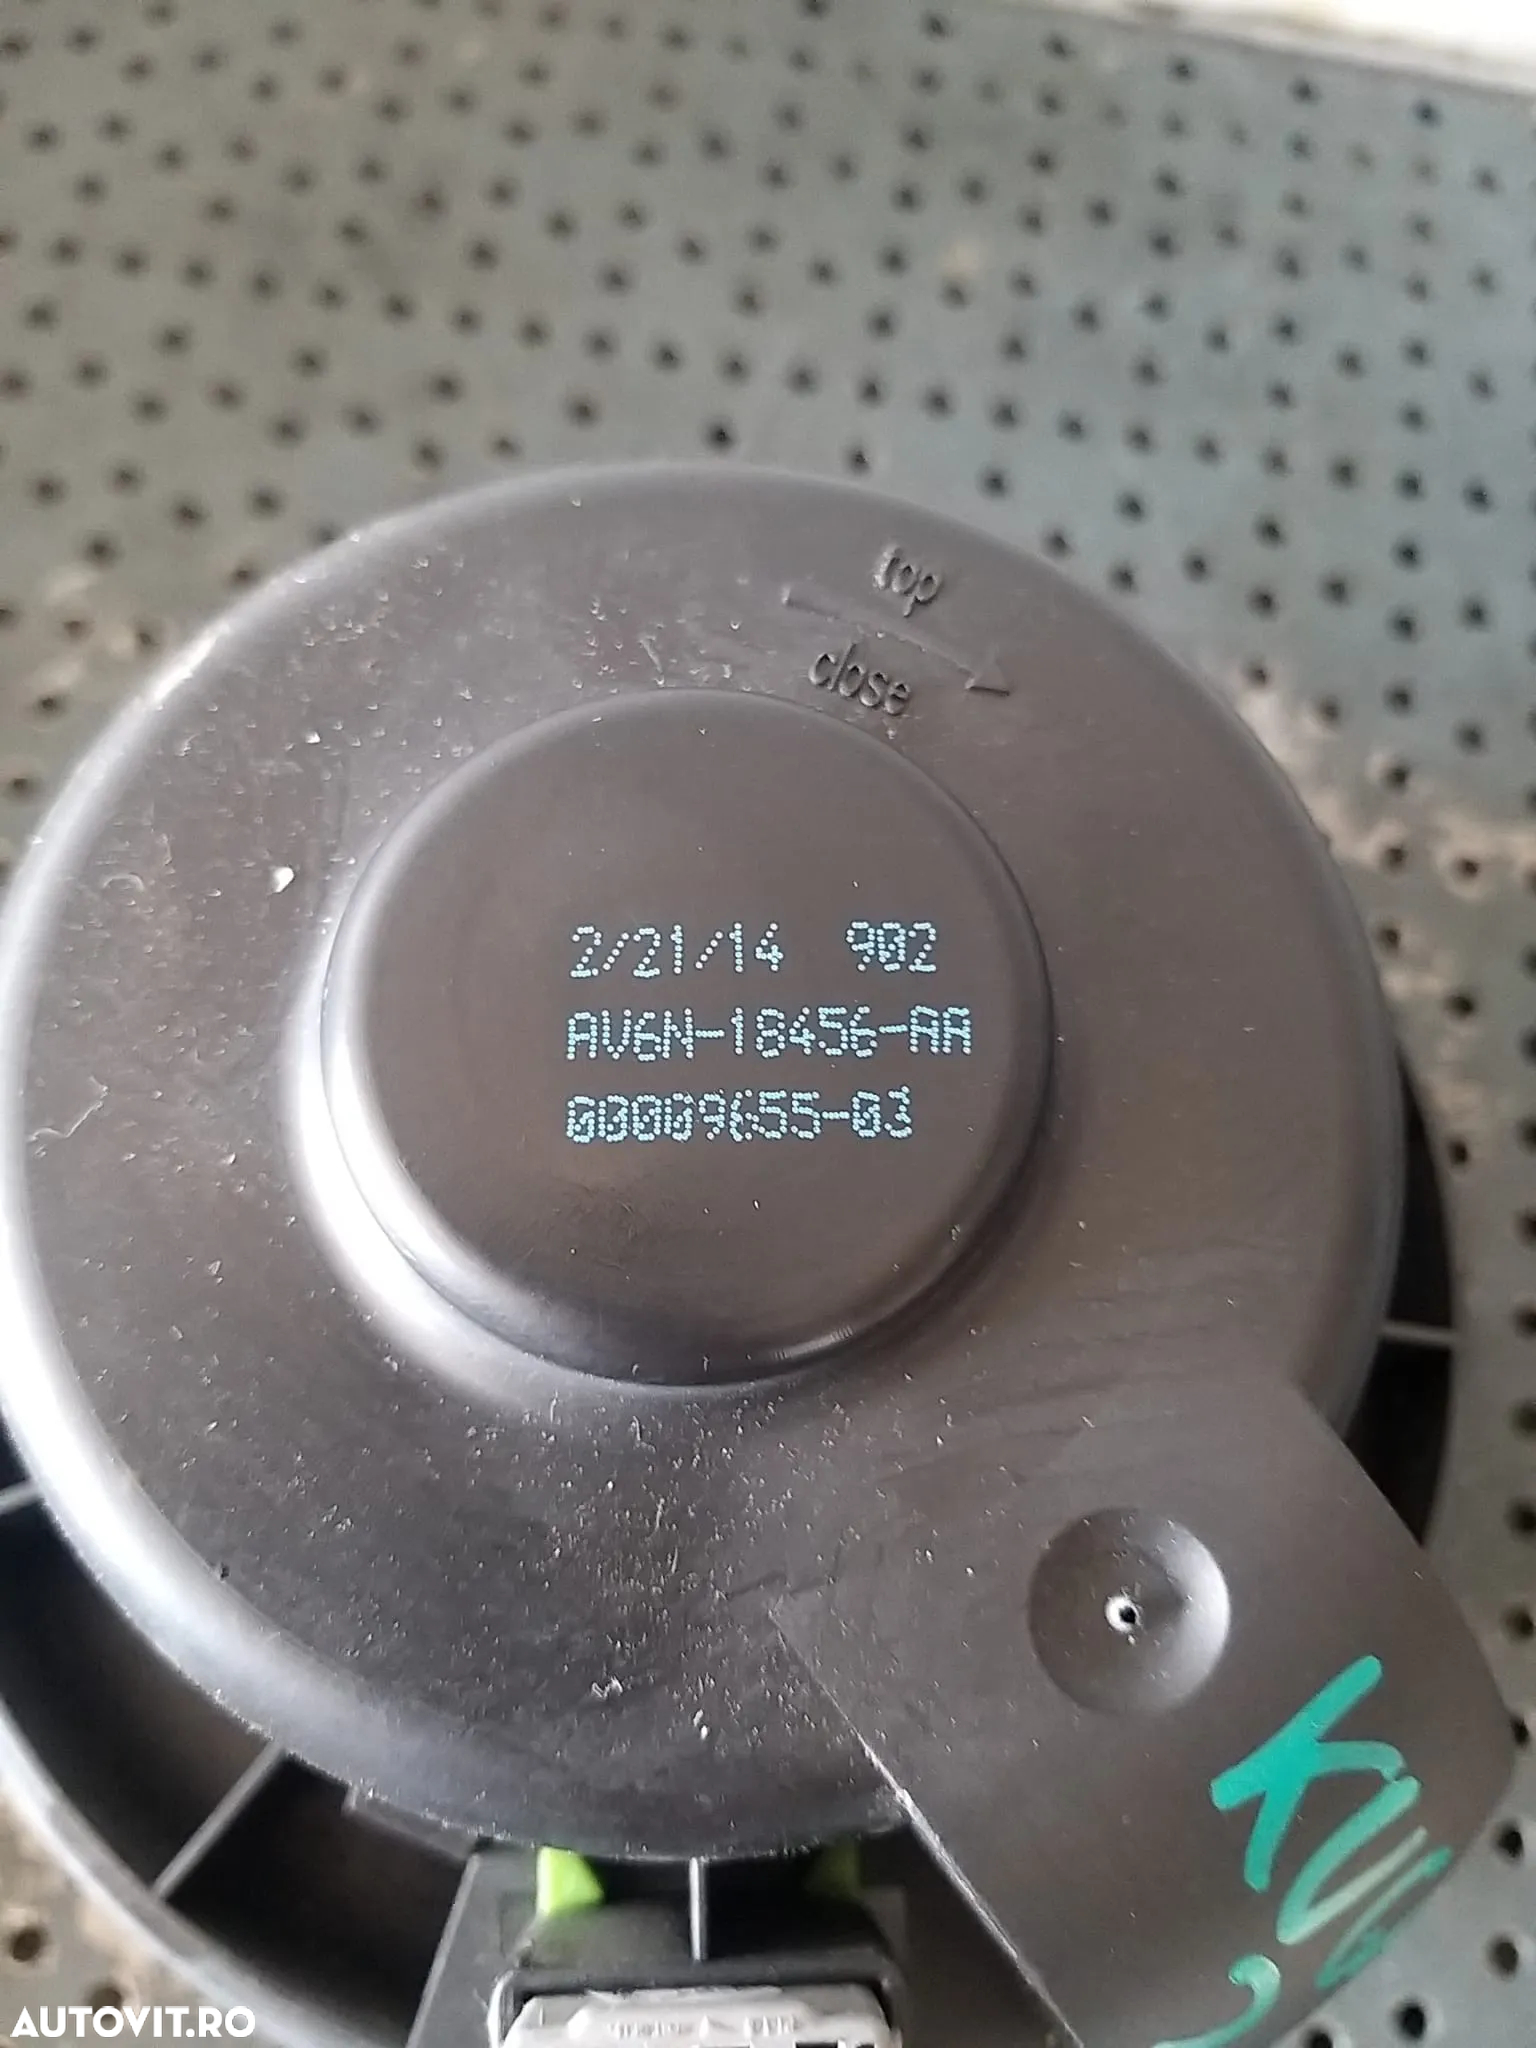 top
close
2/21/14 902
AV6N-18456-AA
00009655-03
AUTOVIT.RO